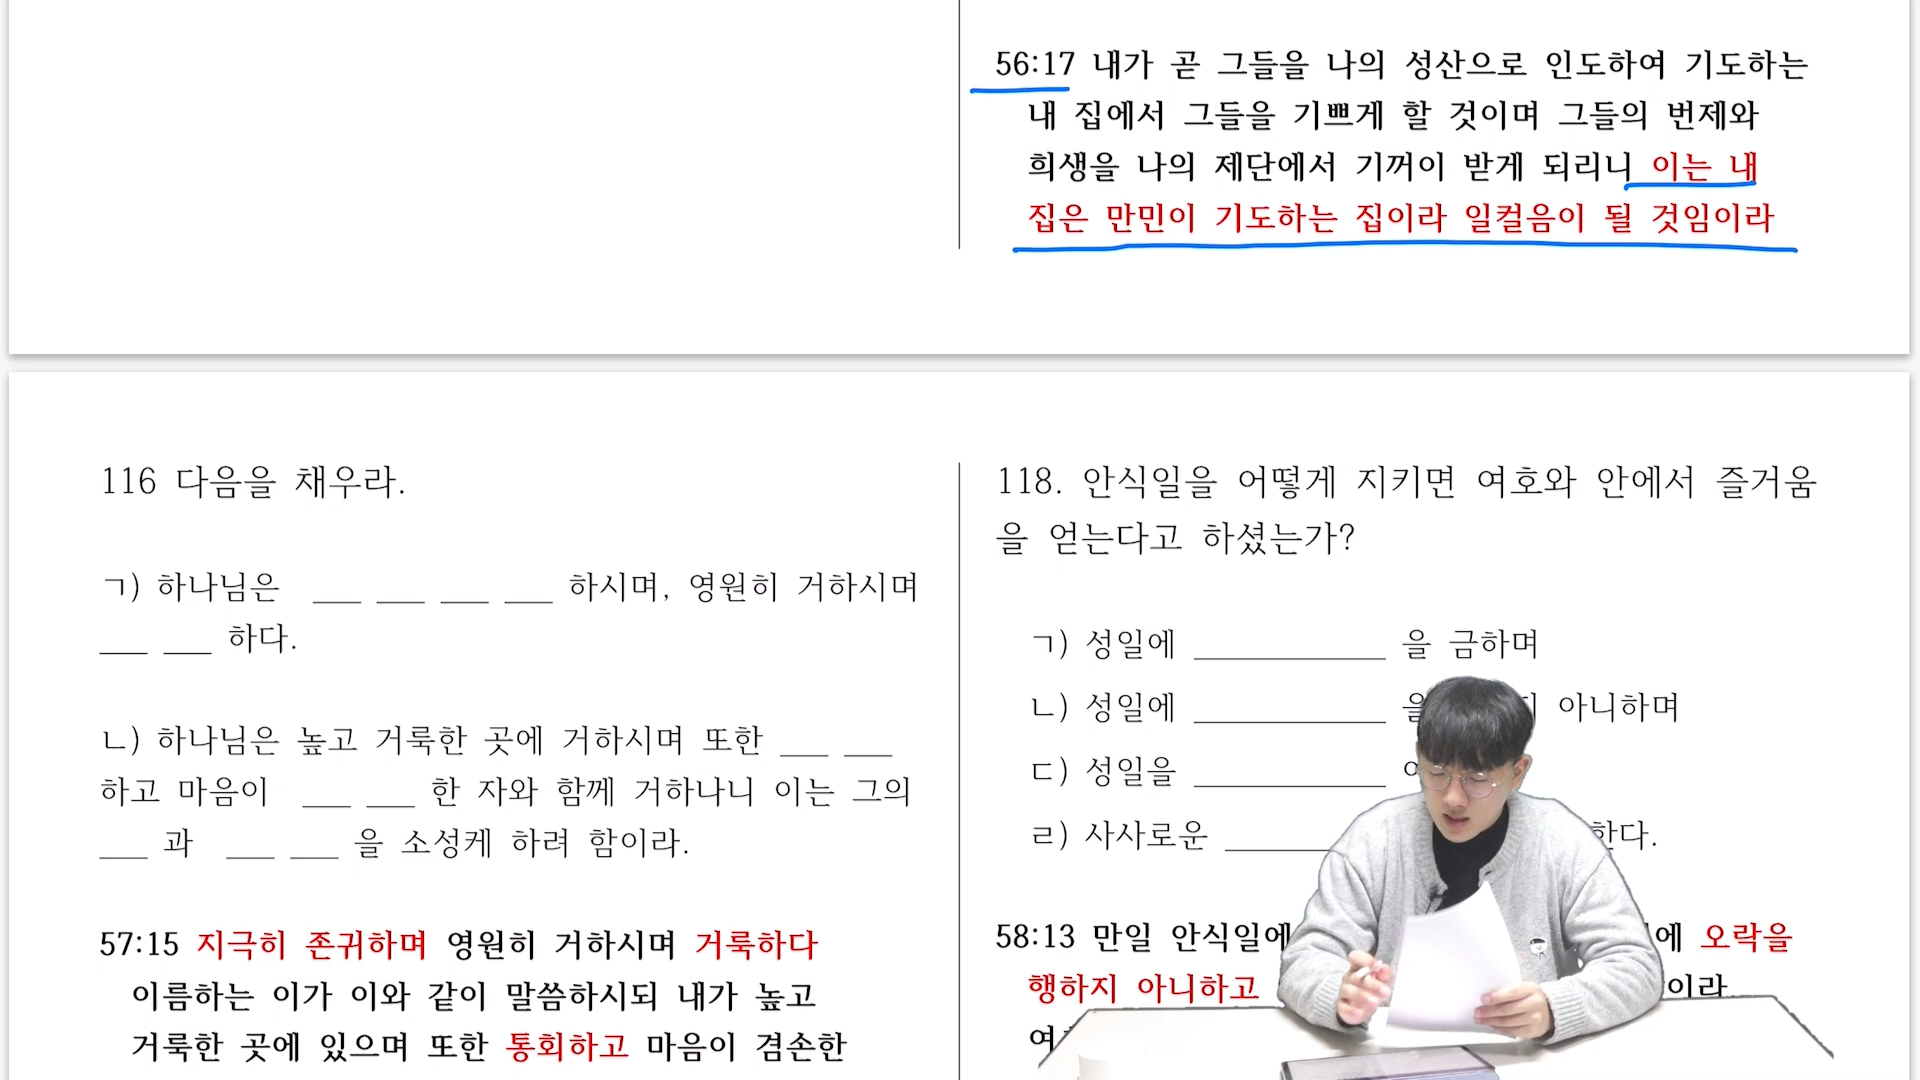 56:17 내가 곧 그들을 나의 성산으로 인도하여 기도하는
내 집에서 그들을 기쁘게 할 것이며 그들의 번제와
희생을 나의 제단에서 기꺼이 받게 되리니 이는 내
집은 만민이 기도하는 집이라 일컬음이 될 것임이라
116 다음을 채우라.
ㄱ) 하나님은 ___ ___ ___ ___ 하시며, 영원히 거하시며
___ ___ 하다.
ㄴ) 하나님은 높고 거룩한 곳에 거하시며 또한 ___ ___
하고 마음이 ___ ___ 한 자와 함께 거하나니 이는 그의
___ 과 ___ ___ 을 소성케 하려 함이라.
57:15 지극히 존귀하며 영원히 거하시며 거룩하다
이름하는 이가 이와 같이 말씀하시되 내가 높고
거룩한 곳에 있으며 또한 통회하고 마음이 겸손한
118. 안식일을 어떻게 지키면 여호와 안에서 즐거움
을 얻는다고 하셨는가?
ㄱ) 성일에 ____________ 을 금하며
ㄴ) 성일에 ____________ 을 아니하며
ㄷ) 성일을 ____________
ㄹ) 사사로운 ____________ 한다.
58:13 만일 안식일에 에 오락을
행하지 아니하고 이라